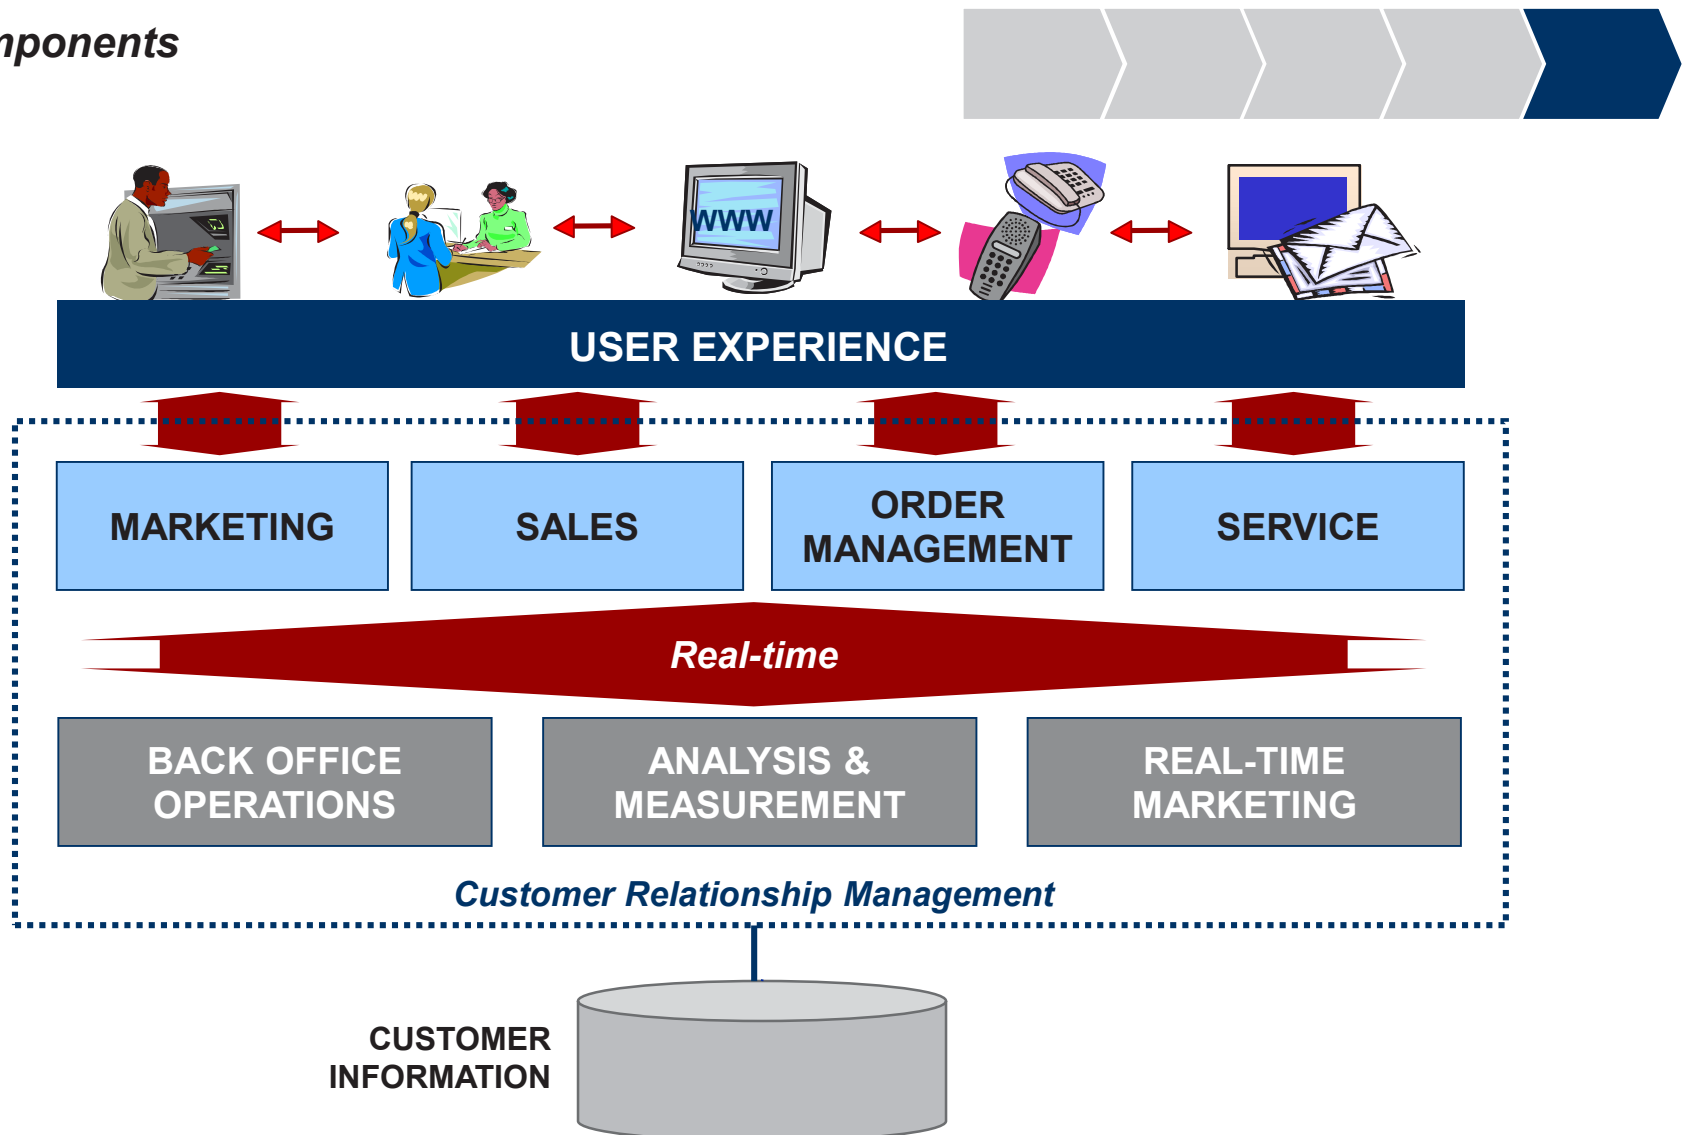 mponents
WWW
USER EXPERIENCE
MARKETING
SALES
ORDER
MANAGEMENT
SERVICE
Real-time
BACK OFFICE
OPERATIONS
ANALYSIS &
MEASUREMENT
REAL-TIME
MARKETING
Customer Relationship Management
CUSTOMER
INFORMATION